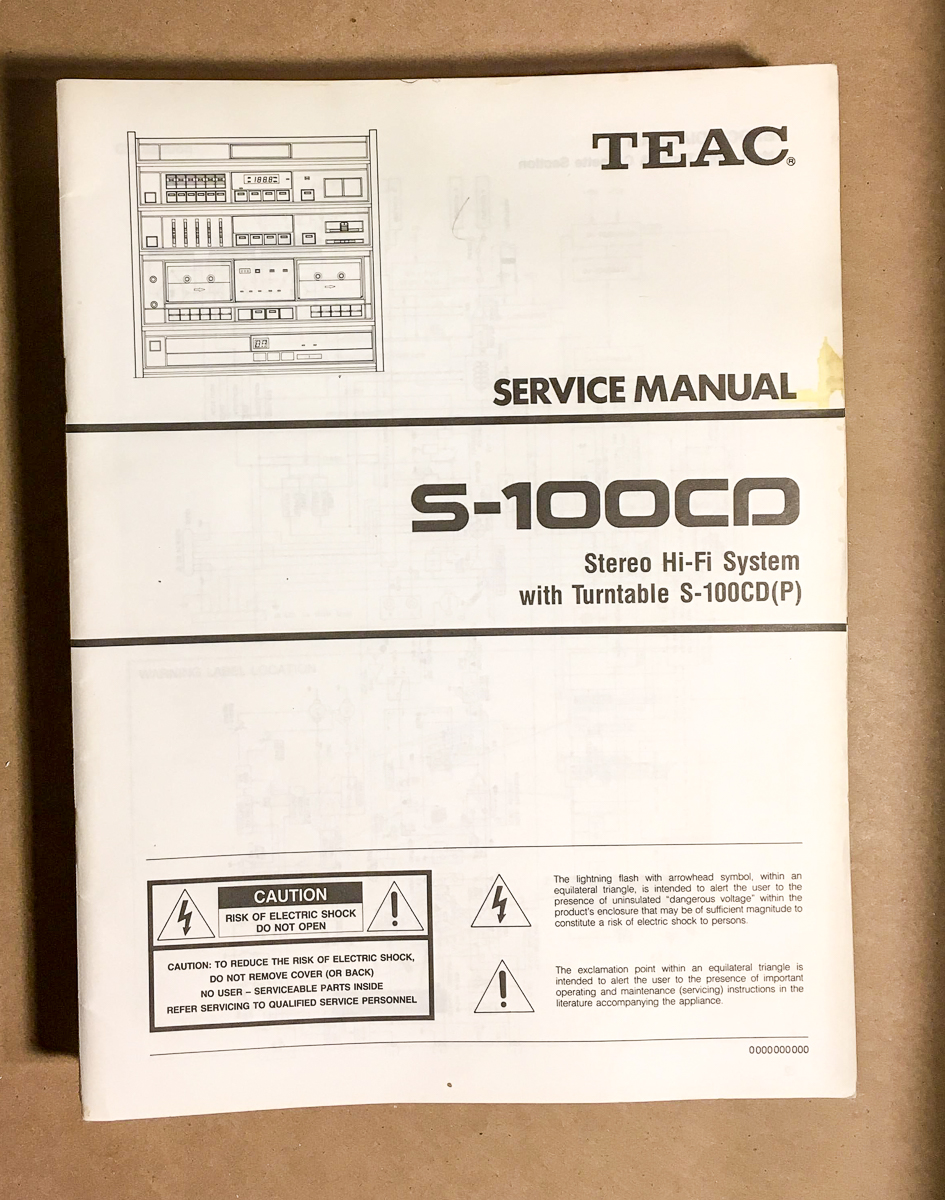 TEAC®
188.8
SERVICE MANUAL
S-100CD
Stereo Hi-Fi System
with Turntable S-100CD(P)
CAUTION
RISK OF ELECTRIC SHOCK
DO NOT OPEN
CAUTION: TO REDUCE THE RISK OF ELECTRIC SHOCK,
DO NOT REMOVE COVER (OR BACK)
NO USER – SERVICEABLE PARTS INSIDE
REFER SERVICING TO QUALIFIED SERVICE PERSONNEL
The lightning flash with arrowhead symbol, within an
equilateral triangle, is intended to alert the user to the
presence of uninsulated "dangerous voltage" within the
product's enclosure that may be of sufficient magnitude to
constitute a risk of electric shock to persons.
The exclamation point within an equilateral triangle is
intended to alert the user to the presence of important
operating and maintenance (servicing) instructions in the
literature accompanying the appliance.
0000000000